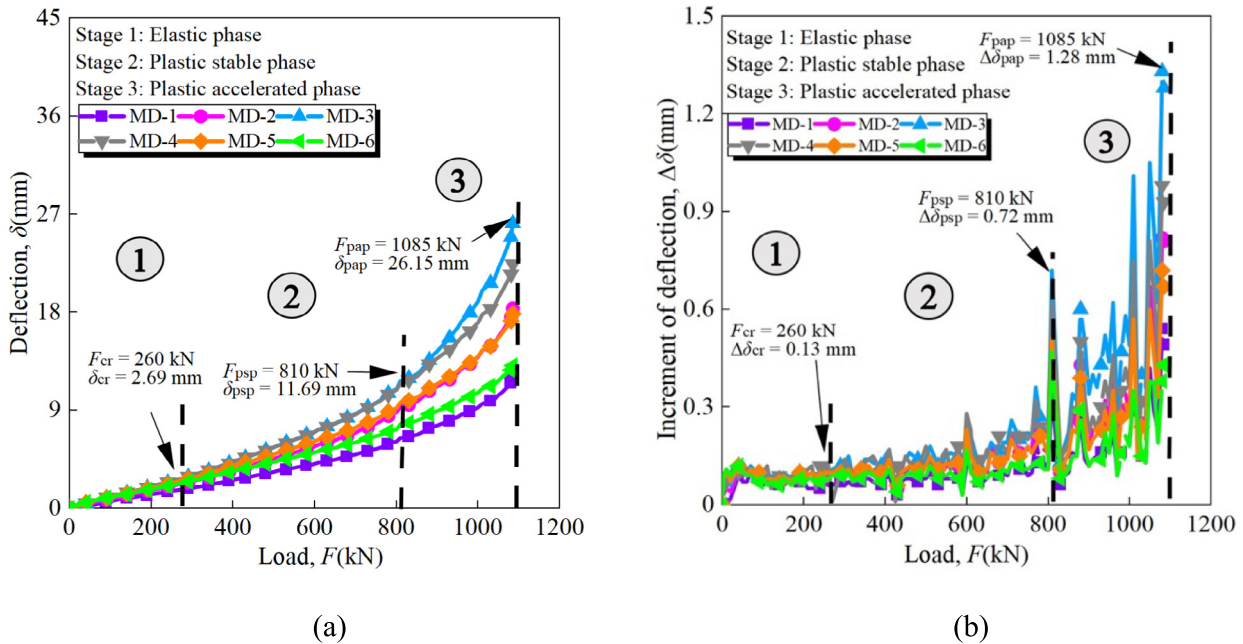 Stage 1: Elastic phase
Stage 2: Plastic stable phase
Stage 3: Plastic accelerated phase
MD-1 MD-2 MD-3
MD-4 MD-5 MD-6
45
36
27
18
9
0
Deflection, δ(mm)
1
2
3
Fcr = 260 kN
δcr = 2.69 mm
Fpsp = 810 kN
δpsp = 11.69 mm
Fpap = 1085 kN
δpap = 26.15 mm
0 200 400 600 800 1000 1200
Load, F(kN)
(a)
Stage 1: Elastic phase
Stage 2: Plastic stable phase
Stage 3: Plastic accelerated phase
MD-1 MD-2 MD-3
MD-4 MD-5 MD-6
1.5
1.2
0.9
0.6
0.3
0
Increment of deflection, Δδ(mm)
1
2
3
Fcr = 260 kN
Δδcr = 0.13 mm
Fpsp = 810 kN
Δδpsp = 0.72 mm
Fpap = 1085 kN
Δδpap = 1.28 mm
0 200 400 600 800 1000 1200
Load, F(kN)
(b)